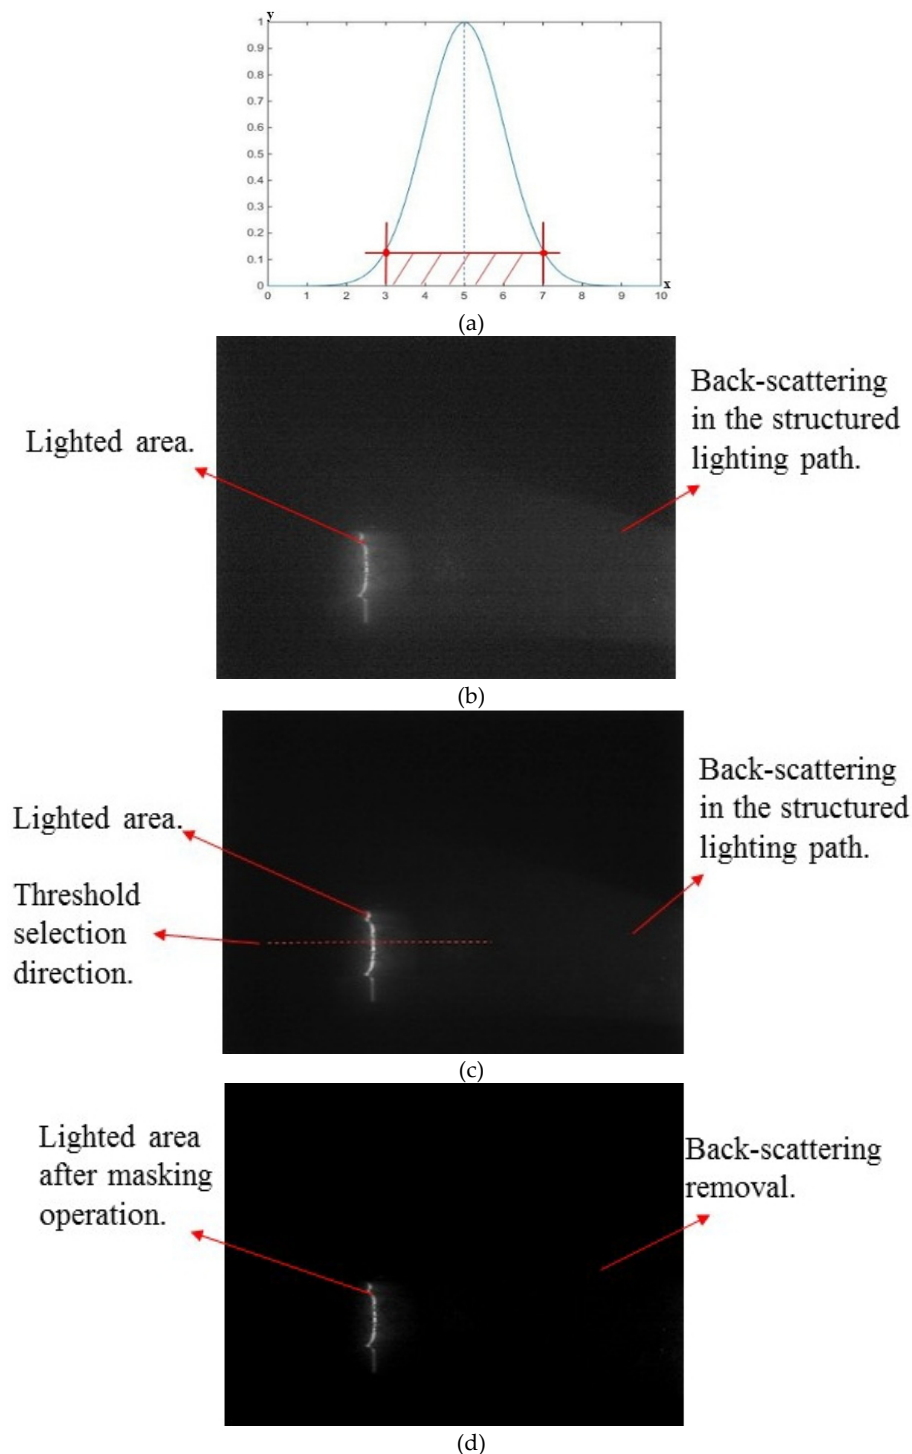 y
1
0.9
0.8
0.7
0.6
0.5
0.4
0.3
0.2
0.1
0
0 1 2 3 4 5 6 7 8 9 10
x
(a)
Lighted area.
Back-scattering
in the structured
lighting path.
(b)
Lighted area.
Threshold
selection
direction.
Back-scattering
in the structured
lighting path.
(c)
Lighted area
after masking
operation.
Back-scattering
removal.
(d)